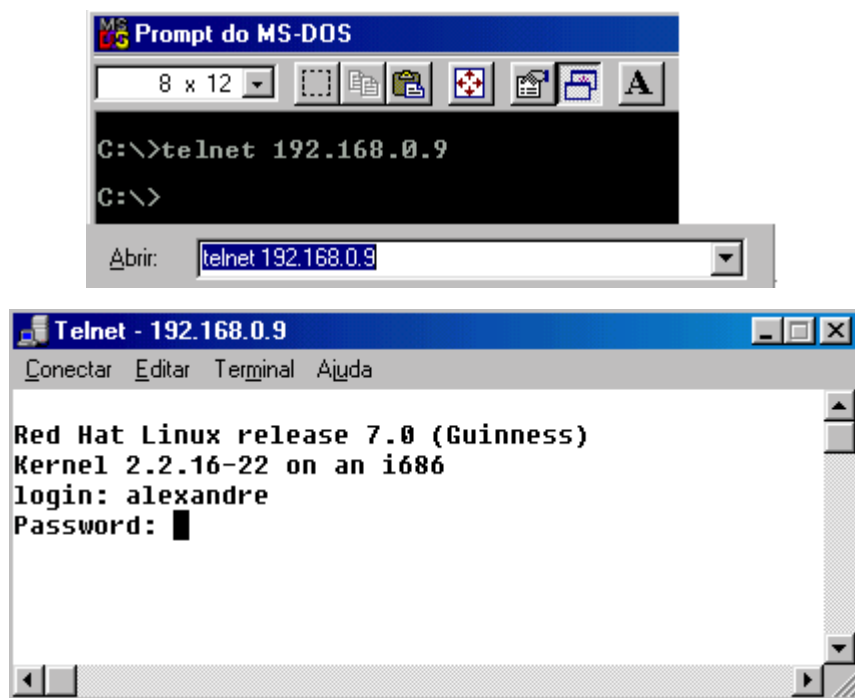 Prompt do MS-DOS
8 x 12
A
C:\>telnet 192.168.0.9
C:\>
Abrir: telnet 192.168.0.9
Telnet - 192.168.0.9
Conectar Editar Terminal Ajuda
Red Hat Linux release 7.0 (Guinness)
Kernel 2.2.16-22 on an i686
login: alexandre
Password: